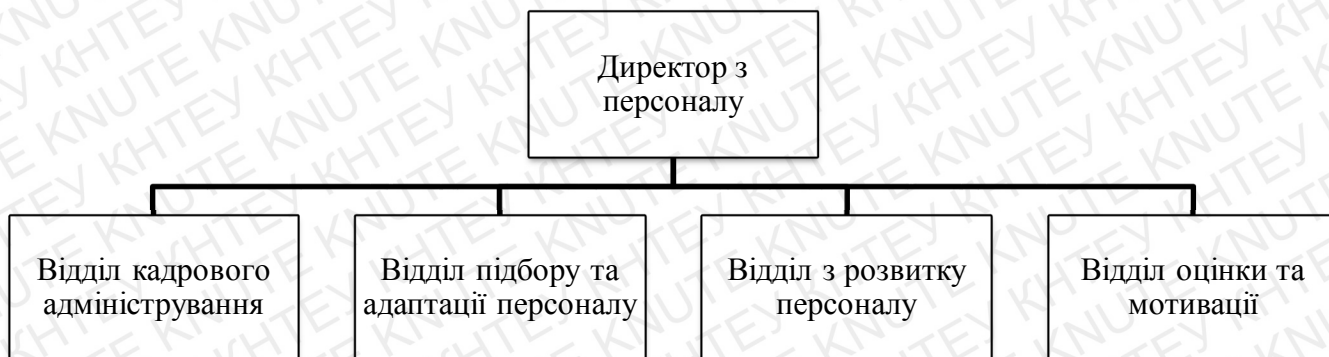 Директор з
персоналу
Відділ кадрового
адміністрування
Відділ підбору та
адаптації персоналу
Відділ з розвитку
персоналу
Відділ оцінки та
мотивації